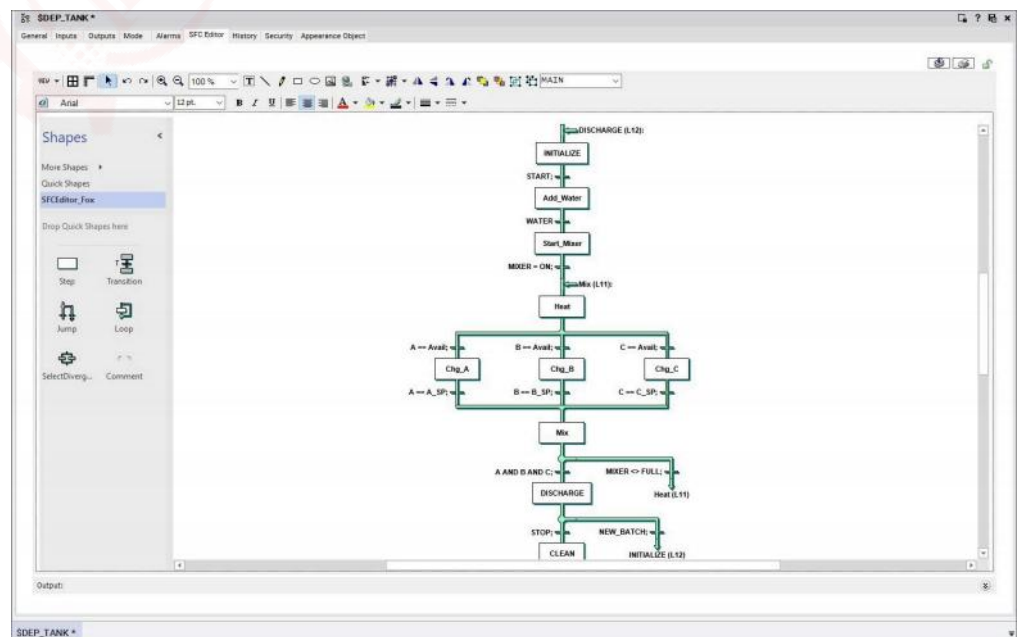 $DEP_TANK *
General Inputs Outputs Mode Alarms SFC Editor History Security Appearance Object
100 % MAIN
Arial 12 pt. B I U A
Shapes
More Shapes
Quick Shapes
SFCEditor_Fox
Drop Quick Shapes here
Step Transition
Jump Loop
SelectDiverg... Comment
DISCHARGE (L12):
INITIALIZE
START;
Add_Water
WATER
Start_Mixer
MIXER - ON;
Mix (L11):
Heat
A == Avail; B == Avail; C == Avail;
Chg_A Chg_B Chg_C
A == A_SP; B == B_SP; C == C_SP;
Mix
A AND B AND C; MIXER <> FULL;
DISCHARGE
Heat (L11)
STOP; NEW_BATCH;
CLEAN INITIALIZE (L12)
Output:
$DEP_TANK *